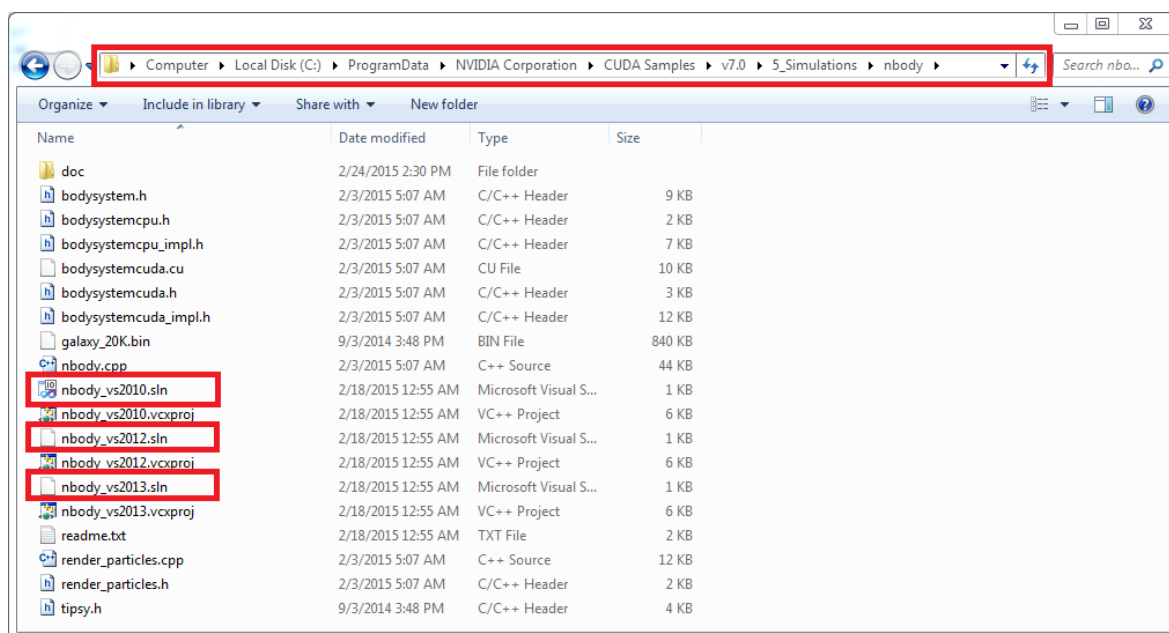 Computer Local Disk (C:) ProgramData NVIDIA Corporation CUDA Samples v7.0 5_Simulations nbody Search nbo...
Organize Include in library Share with New folder
Name Date modified Type Size
doc 2/24/2015 2:30 PM File folder
bodysystem.h 2/3/2015 5:07 AM C/C++ Header 9 KB
bodysystemcpu.h 2/3/2015 5:07 AM C/C++ Header 2 KB
bodysystemcpu_impl.h 2/3/2015 5:07 AM C/C++ Header 7 KB
bodysystemcuda.cu 2/3/2015 5:07 AM CU File 10 KB
bodysystemcuda.h 2/3/2015 5:07 AM C/C++ Header 3 KB
bodysystemcuda_impl.h 2/3/2015 5:07 AM C/C++ Header 12 KB
galaxy_20K.bin 9/3/2014 3:48 PM BIN File 840 KB
nbody.cpp 2/3/2015 5:07 AM C++ Source 44 KB
nbody_vs2010.sln 2/18/2015 12:55 AM Microsoft Visual S... 1 KB
nbody_vs2010.vcxproj 2/18/2015 12:55 AM VC++ Project 6 KB
nbody_vs2012.sln 2/18/2015 12:55 AM Microsoft Visual S... 1 KB
nbody_vs2012.vcxproj 2/18/2015 12:55 AM VC++ Project 6 KB
nbody_vs2013.sln 2/18/2015 12:55 AM Microsoft Visual S... 1 KB
nbody_vs2013.vcxproj 2/18/2015 12:55 AM VC++ Project 6 KB
readme.txt 2/18/2015 12:55 AM TXT File 2 KB
render_particles.cpp 2/3/2015 5:07 AM C++ Source 12 KB
render_particles.h 2/3/2015 5:07 AM C/C++ Header 2 KB
tipsy.h 9/3/2014 3:48 PM C/C++ Header 4 KB